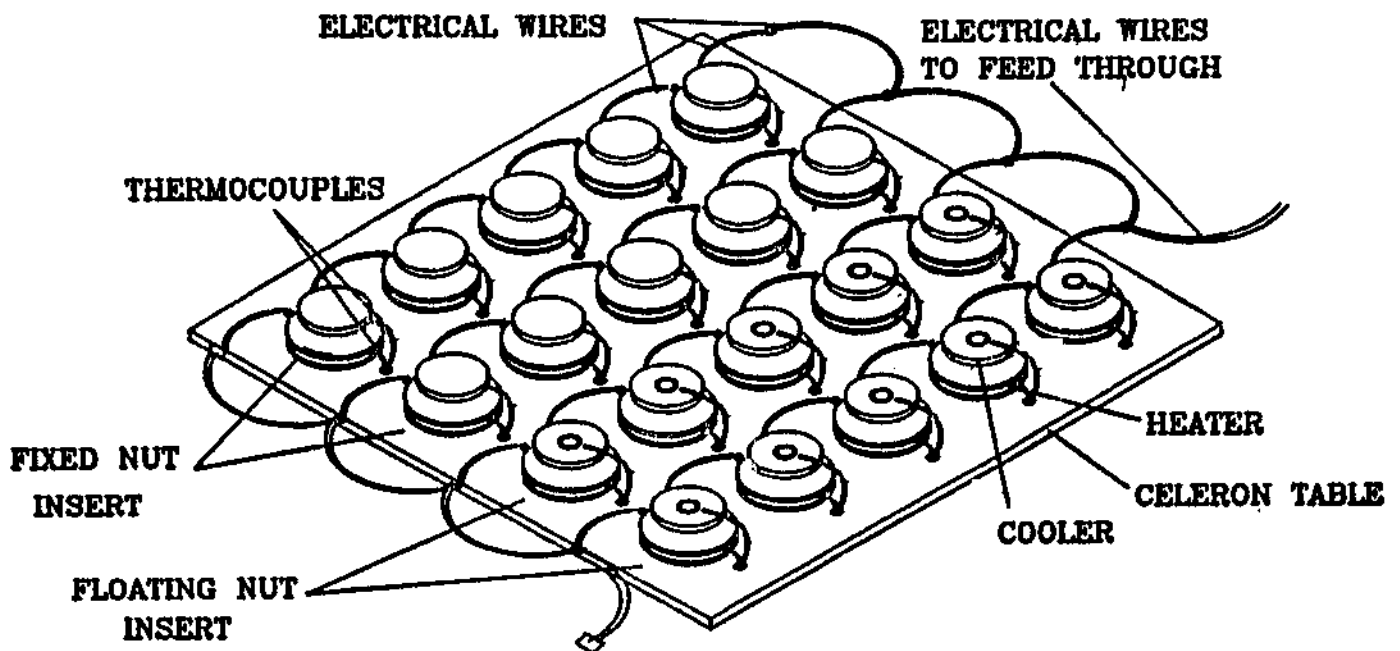 ELECTRICAL WIRES
ELECTRICAL WIRES
TO FEED THROUGH
THERMOCOUPLES
FIXED NUT
INSERT
HEATER
CELERON TABLE
COOLER
FLOATING NUT
INSERT